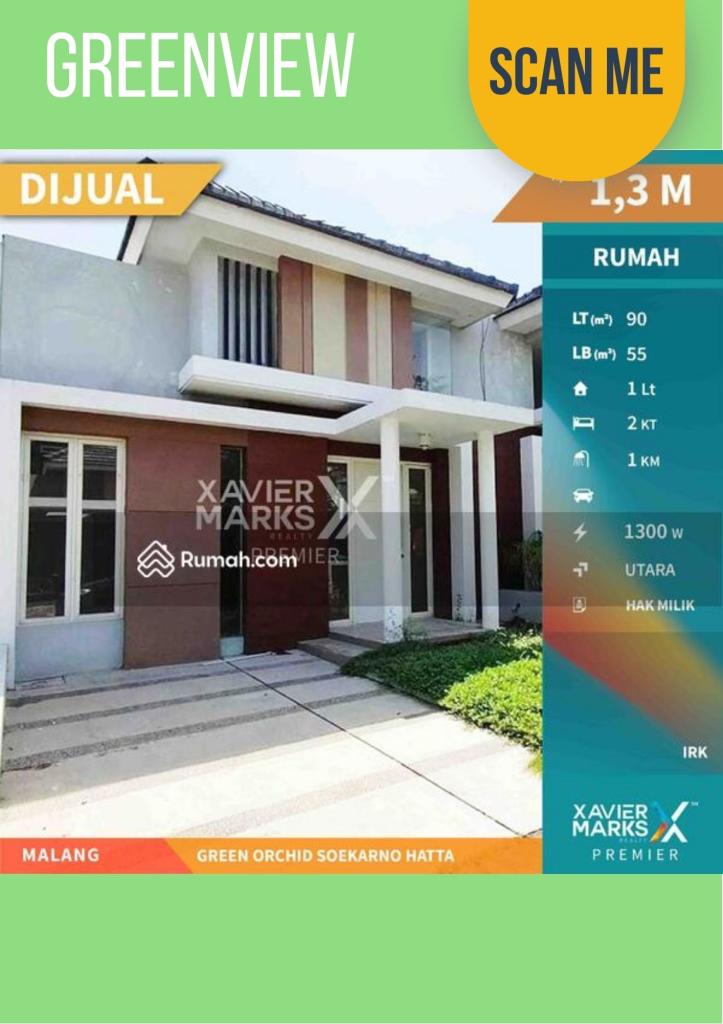 GREENVIEW
SCAN ME
DIJUAL
1,3 M
RUMAH
LT (m²) 90
LB (m²) 55
1 Lt
2 KT
1 KM
1300 W
UTARA
HAK MILIK
XAVIER
MARKS
REALTY
PREMIER
Rumah.com
IRK
XAVIER
MARKS
REALTY
PREMIER
MALANG
GREEN ORCHID SOEKARNO HATTA